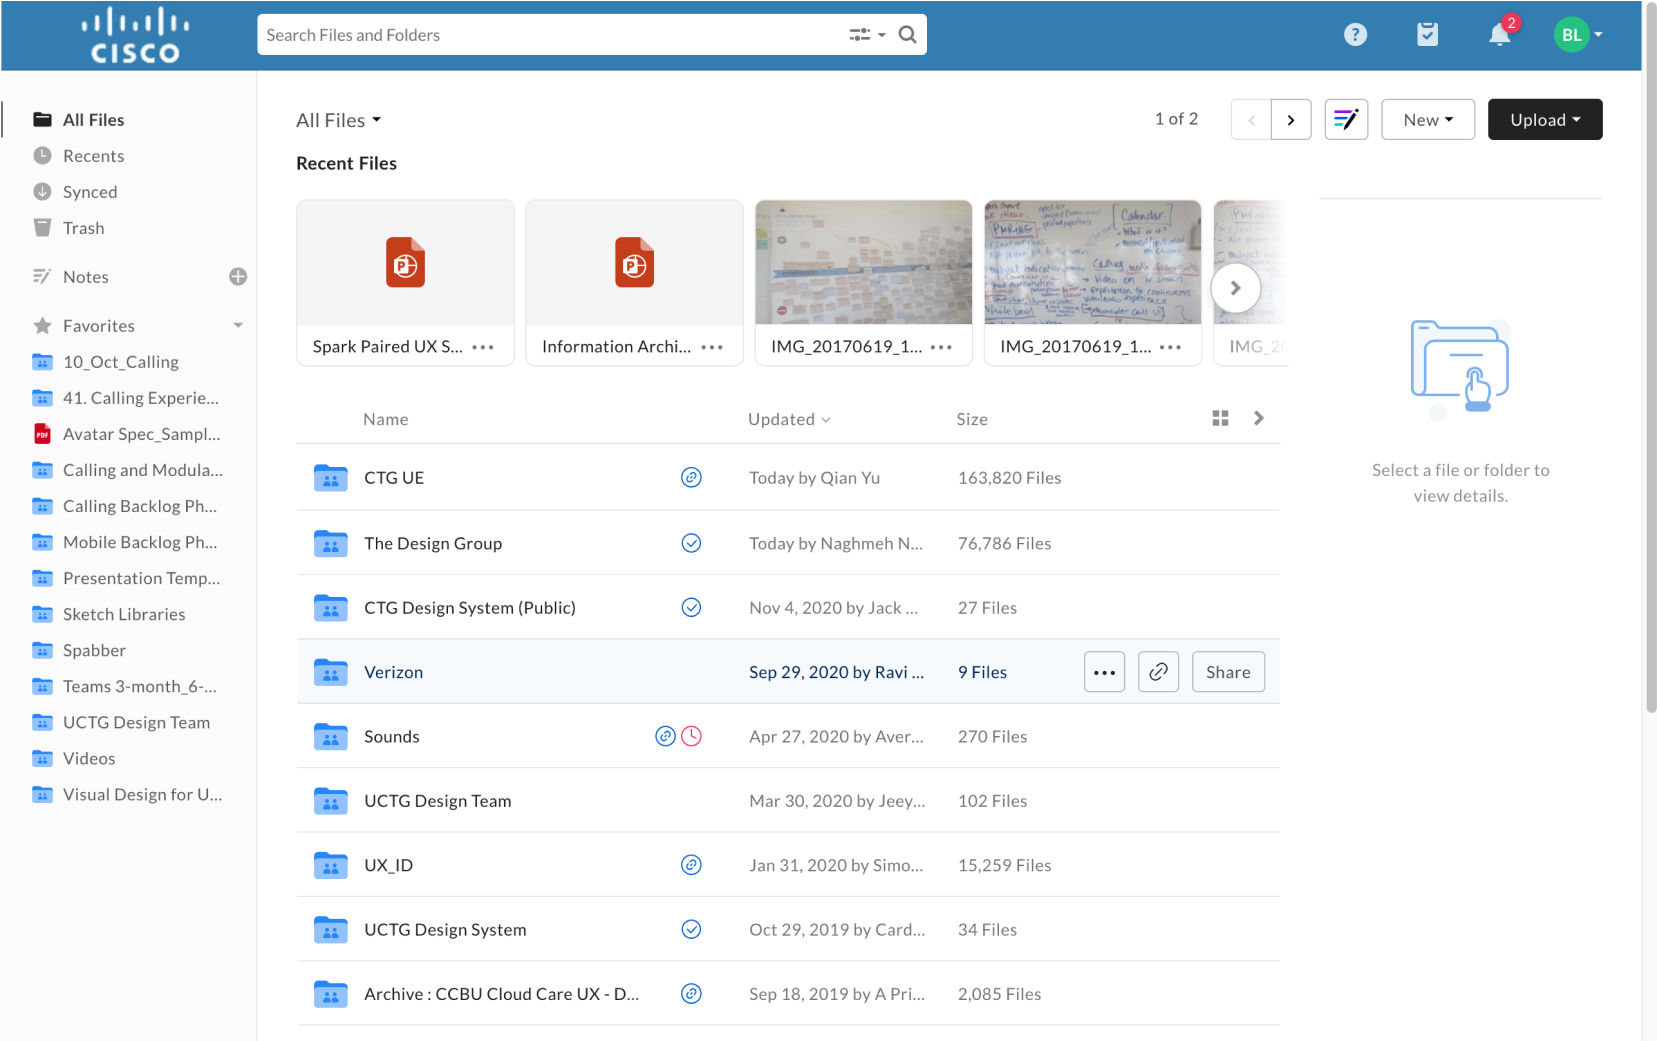 CISCO
Search Files and Folders
?
2
BL
All Files
Recents
Synced
Trash
Notes
Favorites
10_Oct_Calling
41. Calling Experie...
Avatar Spec_Sampl...
Calling and Modula...
Calling Backlog Ph...
Mobile Backlog Ph...
Presentation Temp...
Sketch Libraries
Spabber
Teams 3-month_6-...
UCTG Design Team
Videos
Visual Design for U...
All Files
1 of 2
New
Upload
Recent Files
Calendar.
PMRING
Calling
Spark Paired UX S...
Information Archi...
IMG_20170619_1...
IMG_20170619_1...
IMG_20
Name Updated Size
CTG UE Today by Qian Yu 163,820 Files
The Design Group Today by Naghmeh N... 76,786 Files
CTG Design System (Public) Nov 4, 2020 by Jack ... 27 Files
Verizon Sep 29, 2020 by Ravi ... 9 Files Share
Sounds Apr 27, 2020 by Aver... 270 Files
UCTG Design Team Mar 30, 2020 by Jeey... 102 Files
UX_ID Jan 31, 2020 by Simo... 15,259 Files
UCTG Design System Oct 29, 2019 by Card... 34 Files
Archive : CCBU Cloud Care UX - D... Sep 18, 2019 by A Pri... 2,085 Files
Select a file or folder to
view details.